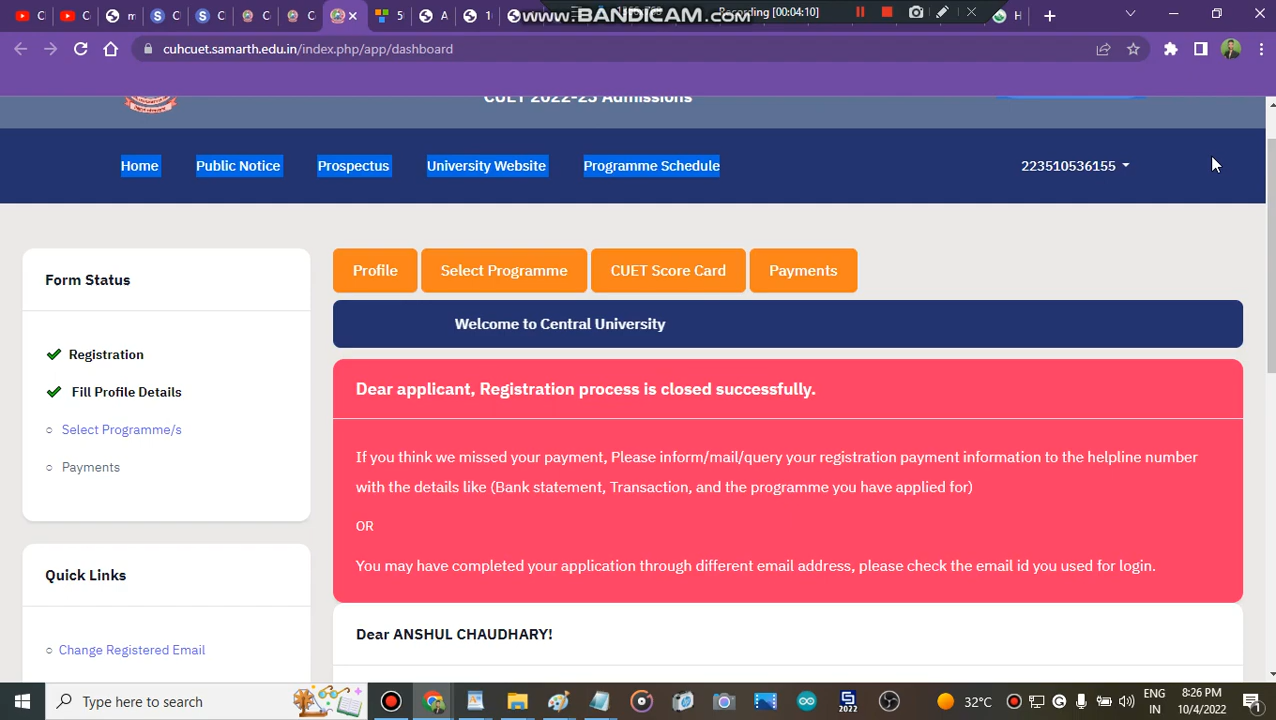 www.BANDICAM.com
Recording [00:04:10]
cuhcuet.samarth.edu.in/index.php/app/dashboard
CUET 2022-23 Admissions
Home Public Notice Prospectus University Website Programme Schedule 223510536155
Profile Select Programme CUET Score Card Payments
Form Status
Welcome to Central University
Registration
Fill Profile Details
Select Programme/s
Payments
Dear applicant, Registration process is closed successfully.
If you think we missed your payment, Please inform/mail/query your registration payment information to the helpline number
with the details like (Bank statement, Transaction, and the programme you have applied for)
OR
You may have completed your application through different email address, please check the email id you used for login.
Quick Links
Change Registered Email
Dear ANSHUL CHAUDHARY!
Type here to search
32°C
ENG
IN
8:26 PM
10/4/2022